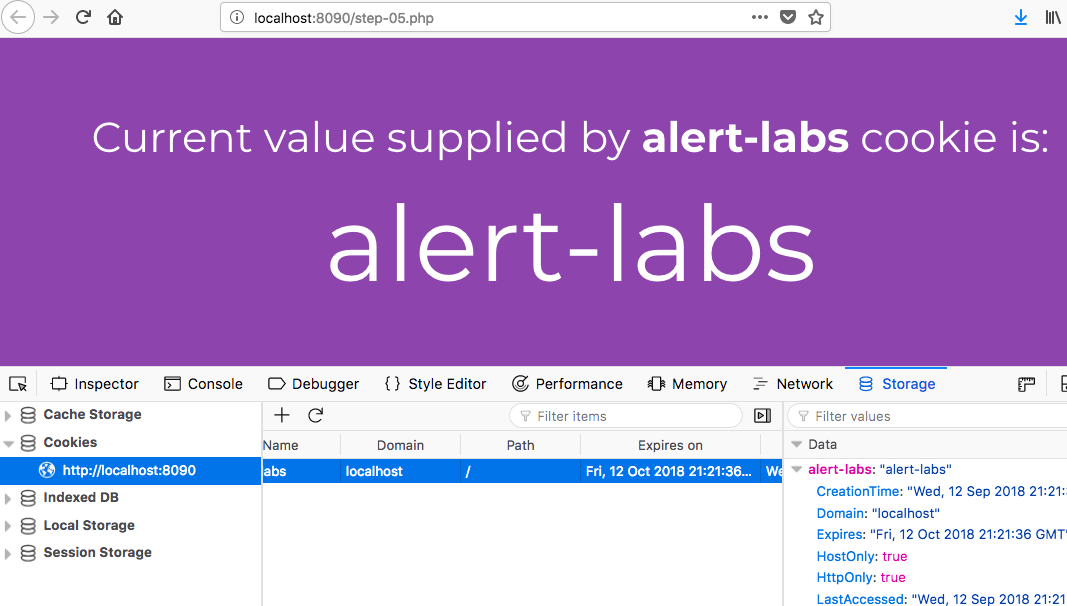 localhost:8090/step-05.php
Current value supplied by alert-labs cookie is:
alert-labs
Inspector Console Debugger { } Style Editor Performance Memory Network Storage
Cache Storage
Cookies
http://localhost:8090
Indexed DB
Local Storage
Session Storage
Filter items
Name Domain Path Expires on
abs localhost / Fri, 12 Oct 2018 21:21:36... We
Filter values
Data
alert-labs: "alert-labs"
CreationTime: "Wed, 12 Sep 2018 21:21:
Domain: "localhost"
Expires: "Fri, 12 Oct 2018 21:21:36 GMT"
HostOnly: true
HttpOnly: true
LastAccessed: "Wed, 12 Sep 2018 21:21